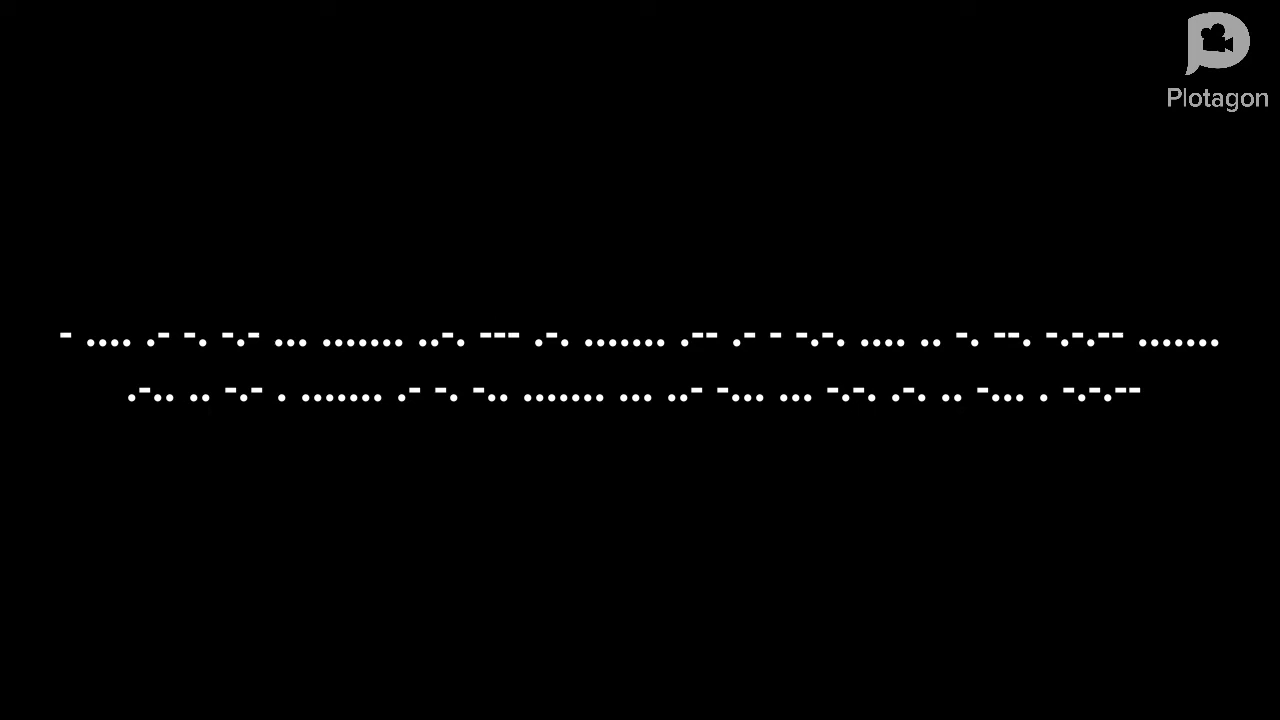 Plotagon
- .... .- -. -.- ... ....... ..-. --- .-. ....... .-- .- - -.-. .... .. -. --. -.-.-- .......
.-.. .. -.- . ....... .- -. -.. ....... ... ..- -... ... -.-. .-. .. -... . -.-.--